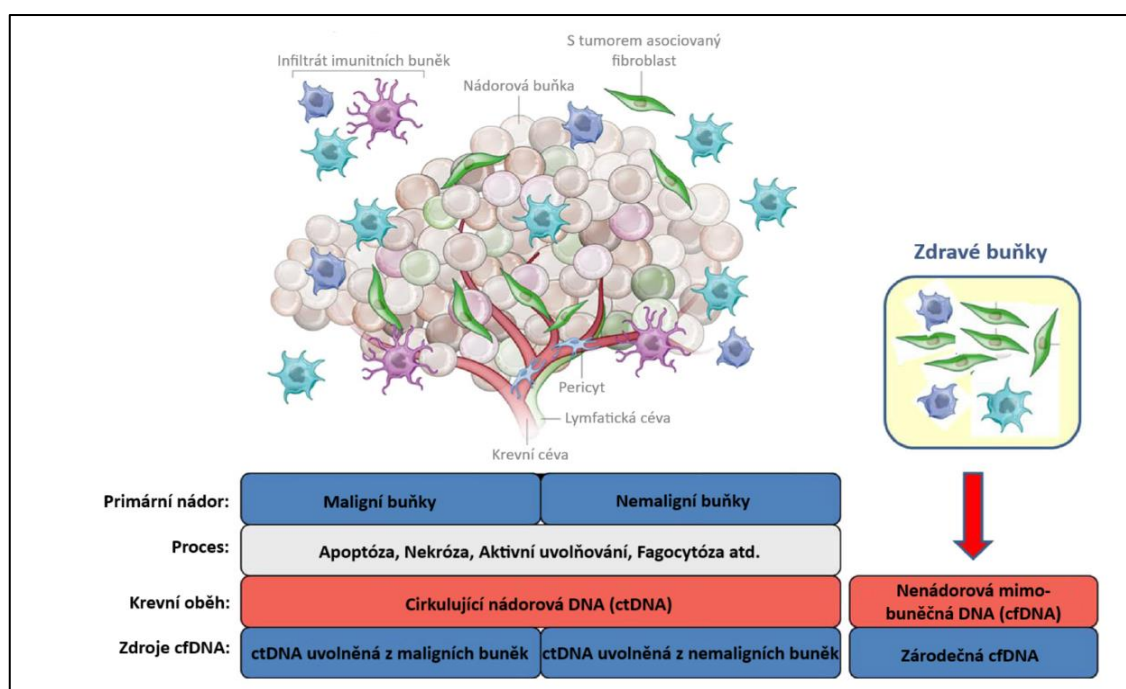 S tumorem asociovaný
fibroblast
Infiltrát imunitních buněk
Nádorová buňka
Zdravé buňky
Pericyt
Lymfatická céva
Krevní céva
Primární nádor:
Maligní buňky
Nemaligní buňky
Proces:
Apoptóza, Nekróza, Aktivní uvolňování, Fagocytóza atd.
Krevní oběh:
Cirkulující nádorová DNA (ctDNA)
Nenádorová mimo-
buněčná DNA (cfDNA)
Zdroje cfDNA:
ctDNA uvolněná z maligních buněk
ctDNA uvolněná z nemaligních buněk
Zárodečná cfDNA